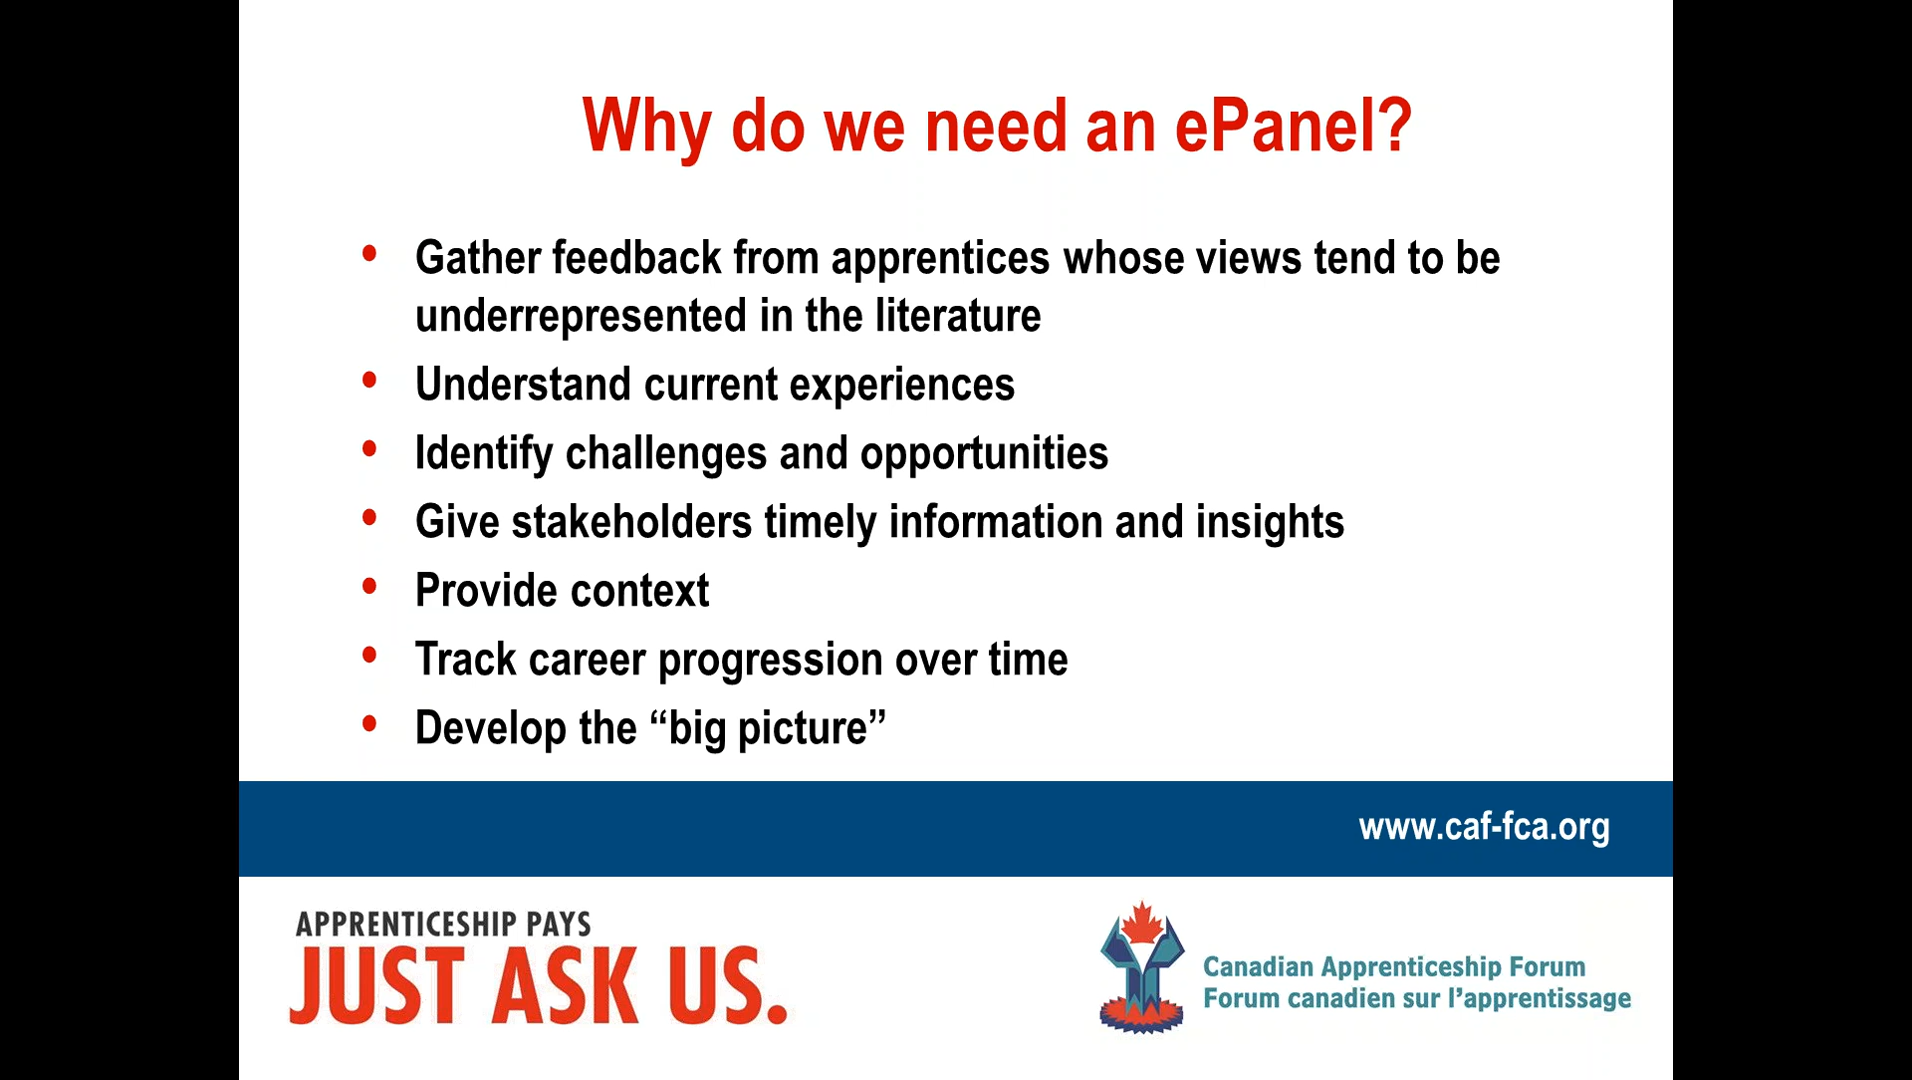 Why do we need an ePanel?
• Gather feedback from apprentices whose views tend to be
underrepresented in the literature
• Understand current experiences
• Identify challenges and opportunities
• Give stakeholders timely information and insights
• Provide context
• Track career progression over time
• Develop the “big picture”
www.caf-fca.org
APPRENTICESHIP PAYS
JUST ASK US.
Canadian Apprenticeship Forum
Forum canadien sur l’apprentissage